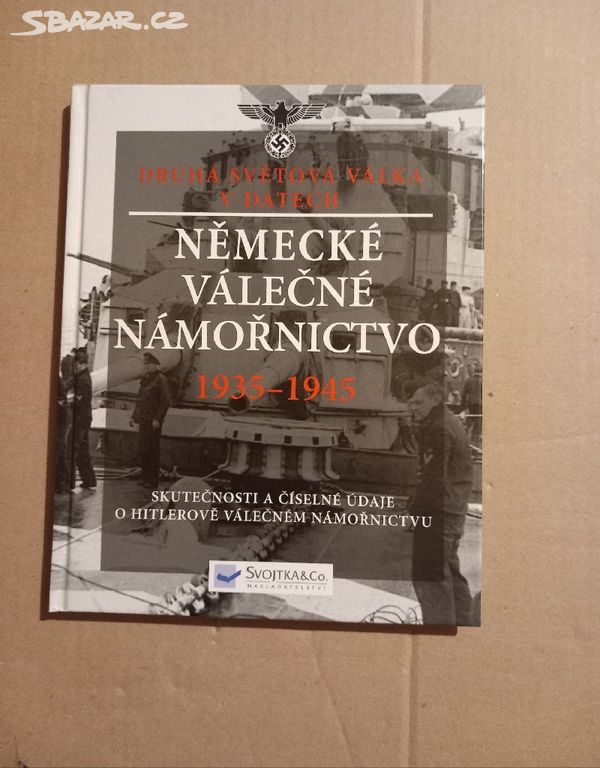 SBAZAR.CZ
DRUHÁ SVĚTOVÁ VÁLKA
V DATECH
NĚMECKÉ
VÁLEČNÉ
NÁMOŘNICTVO
1935–1945
SKUTEČNOSTI A ČÍSELNÉ ÚDAJE
O HITLEROVĚ VÁLEČNÉM NÁMOŘNICTVU
SVOJTKA&CO.
NAKLADATELSTVÍ